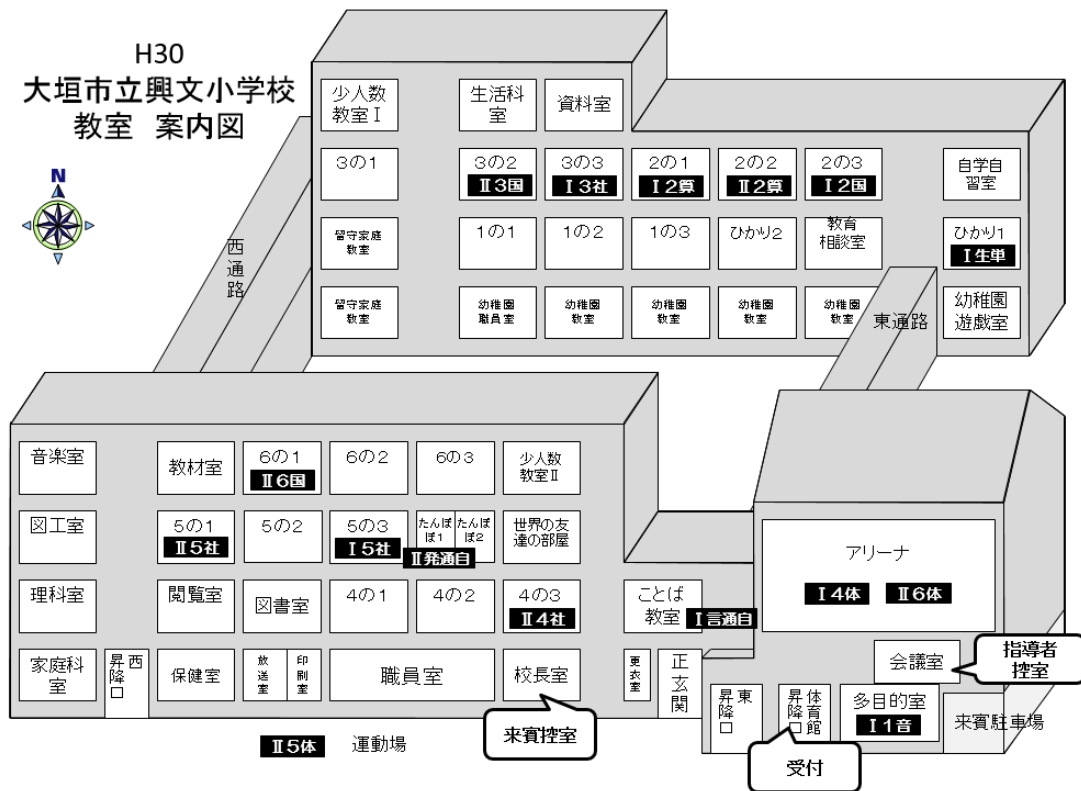 H30
大垣市立興文小学校
教室　案内図
N
西通路
少人数
教室Ⅰ
生活科
室
資料室
3の1
3の2
Ⅱ3国
3の3
Ⅰ3社
2の1
Ⅰ2算
2の2
Ⅱ2算
2の3
Ⅰ2国
自学自
習室
留守家庭
教室
1の1
1の2
1の3
ひかり2
教育
相談室
ひかり1
Ⅰ生単
留守家庭
教室
幼稚園
職員室
幼稚園
教室
幼稚園
教室
幼稚園
教室
幼稚園
教室
東通路
幼稚園
遊戯室
音楽室
教材室
6の1
Ⅱ6国
6の2
6の3
少人数
教室Ⅱ
図工室
5の1
Ⅱ5社
5の2
5の3
Ⅰ5社
たんぽ
ぽ1
たんぽ
ぽ2
Ⅱ発通自
世界の友
達の部屋
アリーナ
Ⅰ4体
Ⅱ6体
理科室
閲覧室
図書室
4の1
4の2
4の3
Ⅱ4社
ことば
教室
Ⅰ言通自
家庭科
室
西
昇降口
保健室
放送室
印刷室
職員室
校長室
更衣室
正玄関
会議室
指導者
控室
東
昇降口
体育館
昇降口
多目的室
Ⅰ1音
来賓駐車場
Ⅱ5体
運動場
来賓控室
受付